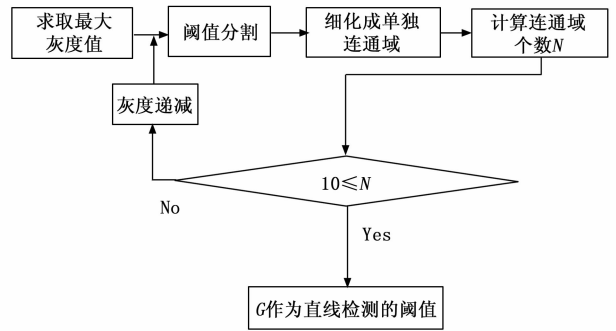 求取最大
灰度值
阈值分割
细化成单独
连通域
计算连通域
个数N
灰度递减
10≤N
No
Yes
G作为直线检测的阈值